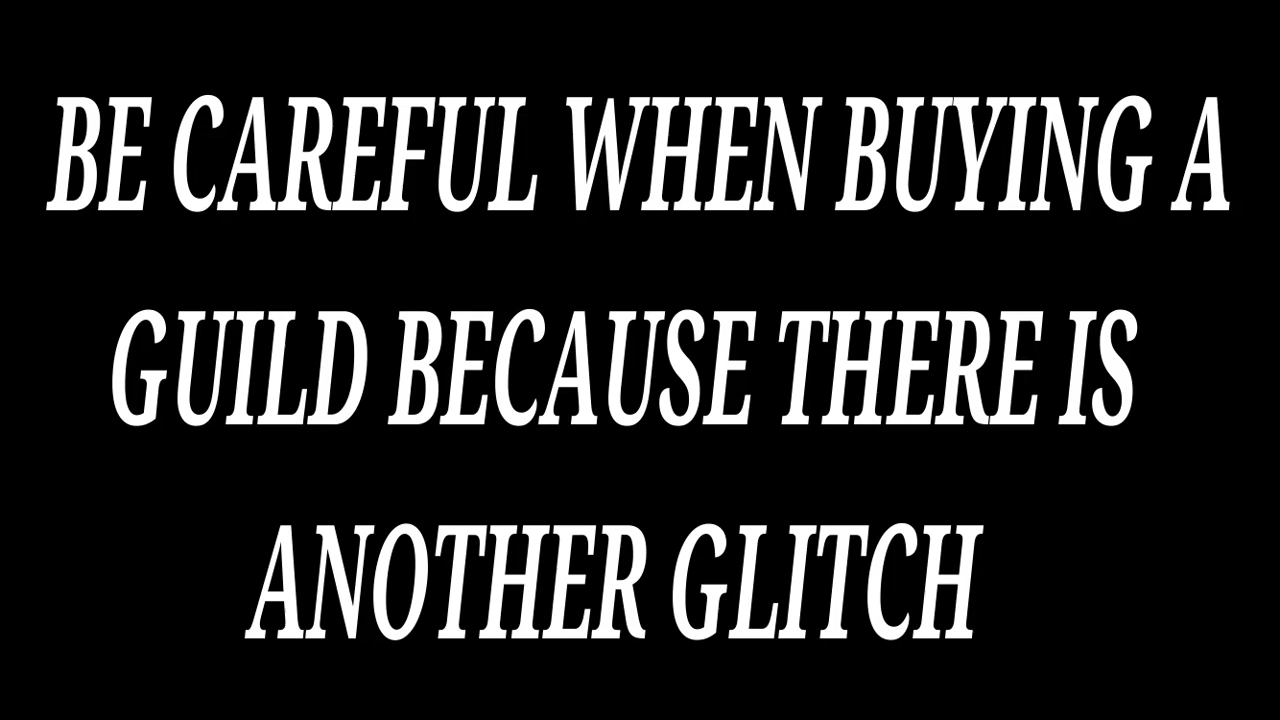 BE CAREFUL WHEN BUYING A
GUILD BECAUSE THERE IS
ANOTHER GLITCH